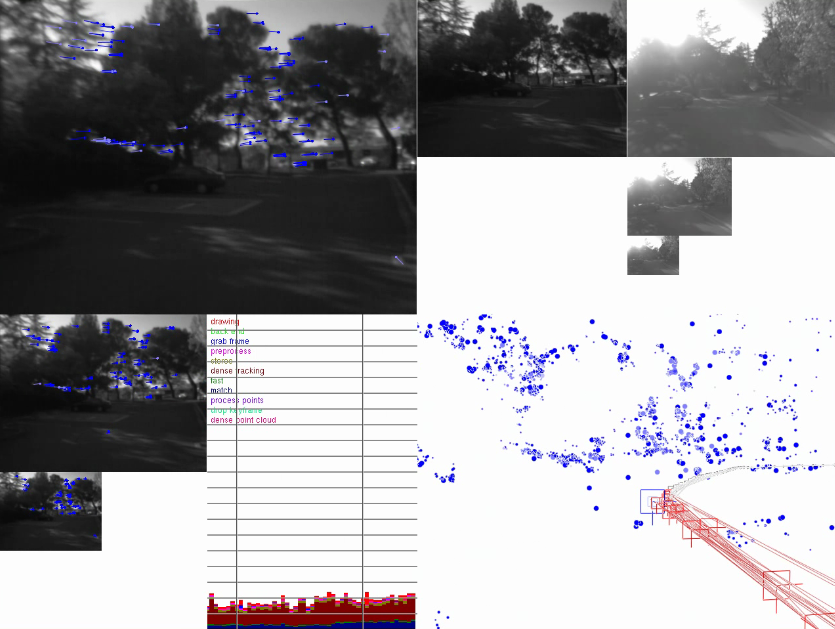 drawing
back end
grab frame
preprocess
stereo
dense tracking
fast
match
process points
drop keyframe
dense point cloud